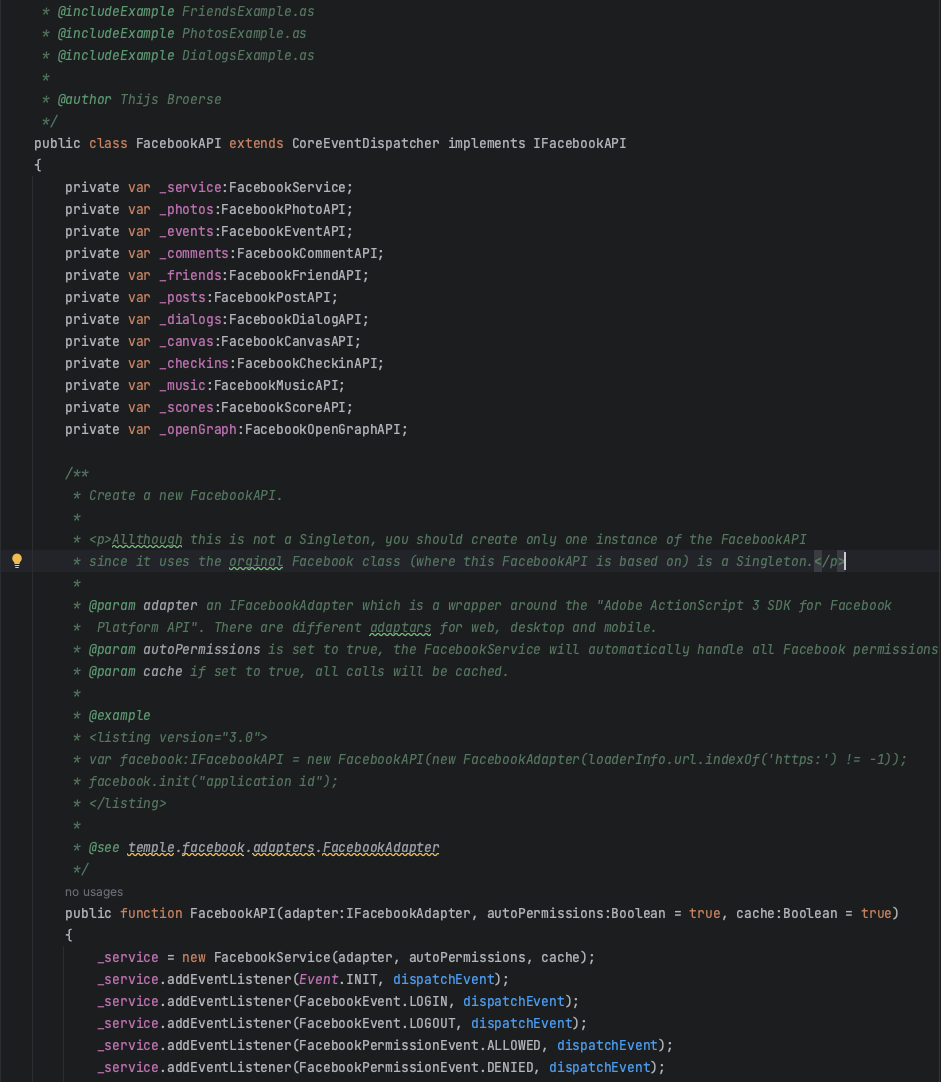 * @includeExample FriendsExample.as
* @includeExample PhotosExample.as
* @includeExample DialogsExample.as
*
* @author Thijs Broerse
*/
public class FacebookAPI extends CoreEventDispatcher implements IFacebookAPI
{
private var _service:FacebookService;
private var _photos:FacebookPhotoAPI;
private var _events:FacebookEventAPI;
private var _comments:FacebookCommentAPI;
private var _friends:FacebookFriendAPI;
private var _posts:FacebookPostAPI;
private var _dialogs:FacebookDialogAPI;
private var _canvas:FacebookCanvasAPI;
private var _checkins:FacebookCheckinAPI;
private var _music:FacebookMusicAPI;
private var _scores:FacebookScoreAPI;
private var _openGraph:FacebookOpenGraphAPI;
/**
* Create a new FacebookAPI.
*
* <p>Allthough this is not a Singleton, you should create only one instance of the FacebookAPI
* since it uses the orginal Facebook class (where this FacebookAPI is based on) is a Singleton.</p>
*
* @param adapter an IFacebookAdapter which is a wrapper around the "Adobe ActionScript 3 SDK for Facebook
* Platform API". There are different adaptars for web, desktop and mobile.
* @param autoPermissions is set to true, the FacebookService will automatically handle all Facebook permissions
* @param cache if set to true, all calls will be cached.
*
* @example
* <listing version="3.0">
* var facebook:IFacebookAPI = new FacebookAPI(new FacebookAdapter(loaderInfo.url.indexOf('https:') != -1));
* facebook.init("application id");
* </listing>
*
* @see temple.facebook.adapters.FacebookAdapter
*/
no usages
public function FacebookAPI(adapter:IFacebookAdapter, autoPermissions:Boolean = true, cache:Boolean = true)
{
_service = new FacebookService(adapter, autoPermissions, cache);
_service.addEventListener(Event.INIT, dispatchEvent);
_service.addEventListener(FacebookEvent.LOGIN, dispatchEvent);
_service.addEventListener(FacebookEvent.LOGOUT, dispatchEvent);
_service.addEventListener(FacebookPermissionEvent.ALLOWED, dispatchEvent);
_service.addEventListener(FacebookPermissionEvent.DENIED, dispatchEvent);